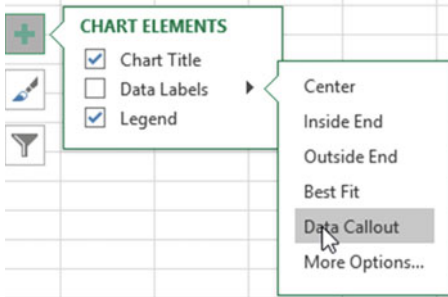 CHART ELEMENTS
Chart Title
Data Labels
Legend
Center
Inside End
Outside End
Best Fit
Data Callout
More Options...